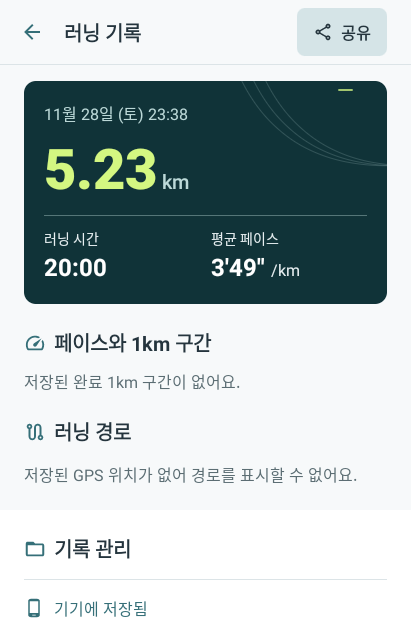 러닝 기록
공유
11월 28일 (토) 23:38
5.23 km
러닝 시간
평균 페이스
20:00
3'49" /km
페이스와 1km 구간
저장된 완료 1km 구간이 없어요.
러닝 경로
저장된 GPS 위치가 없어 경로를 표시할 수 없어요.
기록 관리
기기에 저장됨